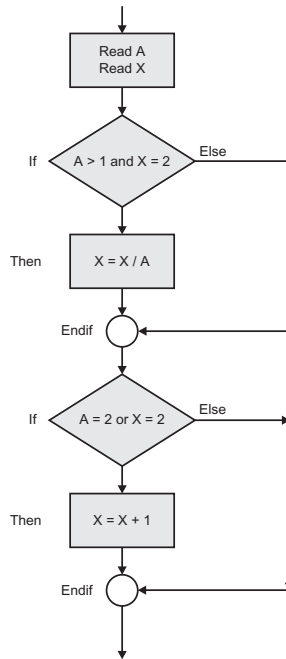 Read A
Read X
If
A > 1 and X = 2
Else
Then
X = X / A
Endif
If
A = 2 or X = 2
Else
Then
X = X + 1
Endif